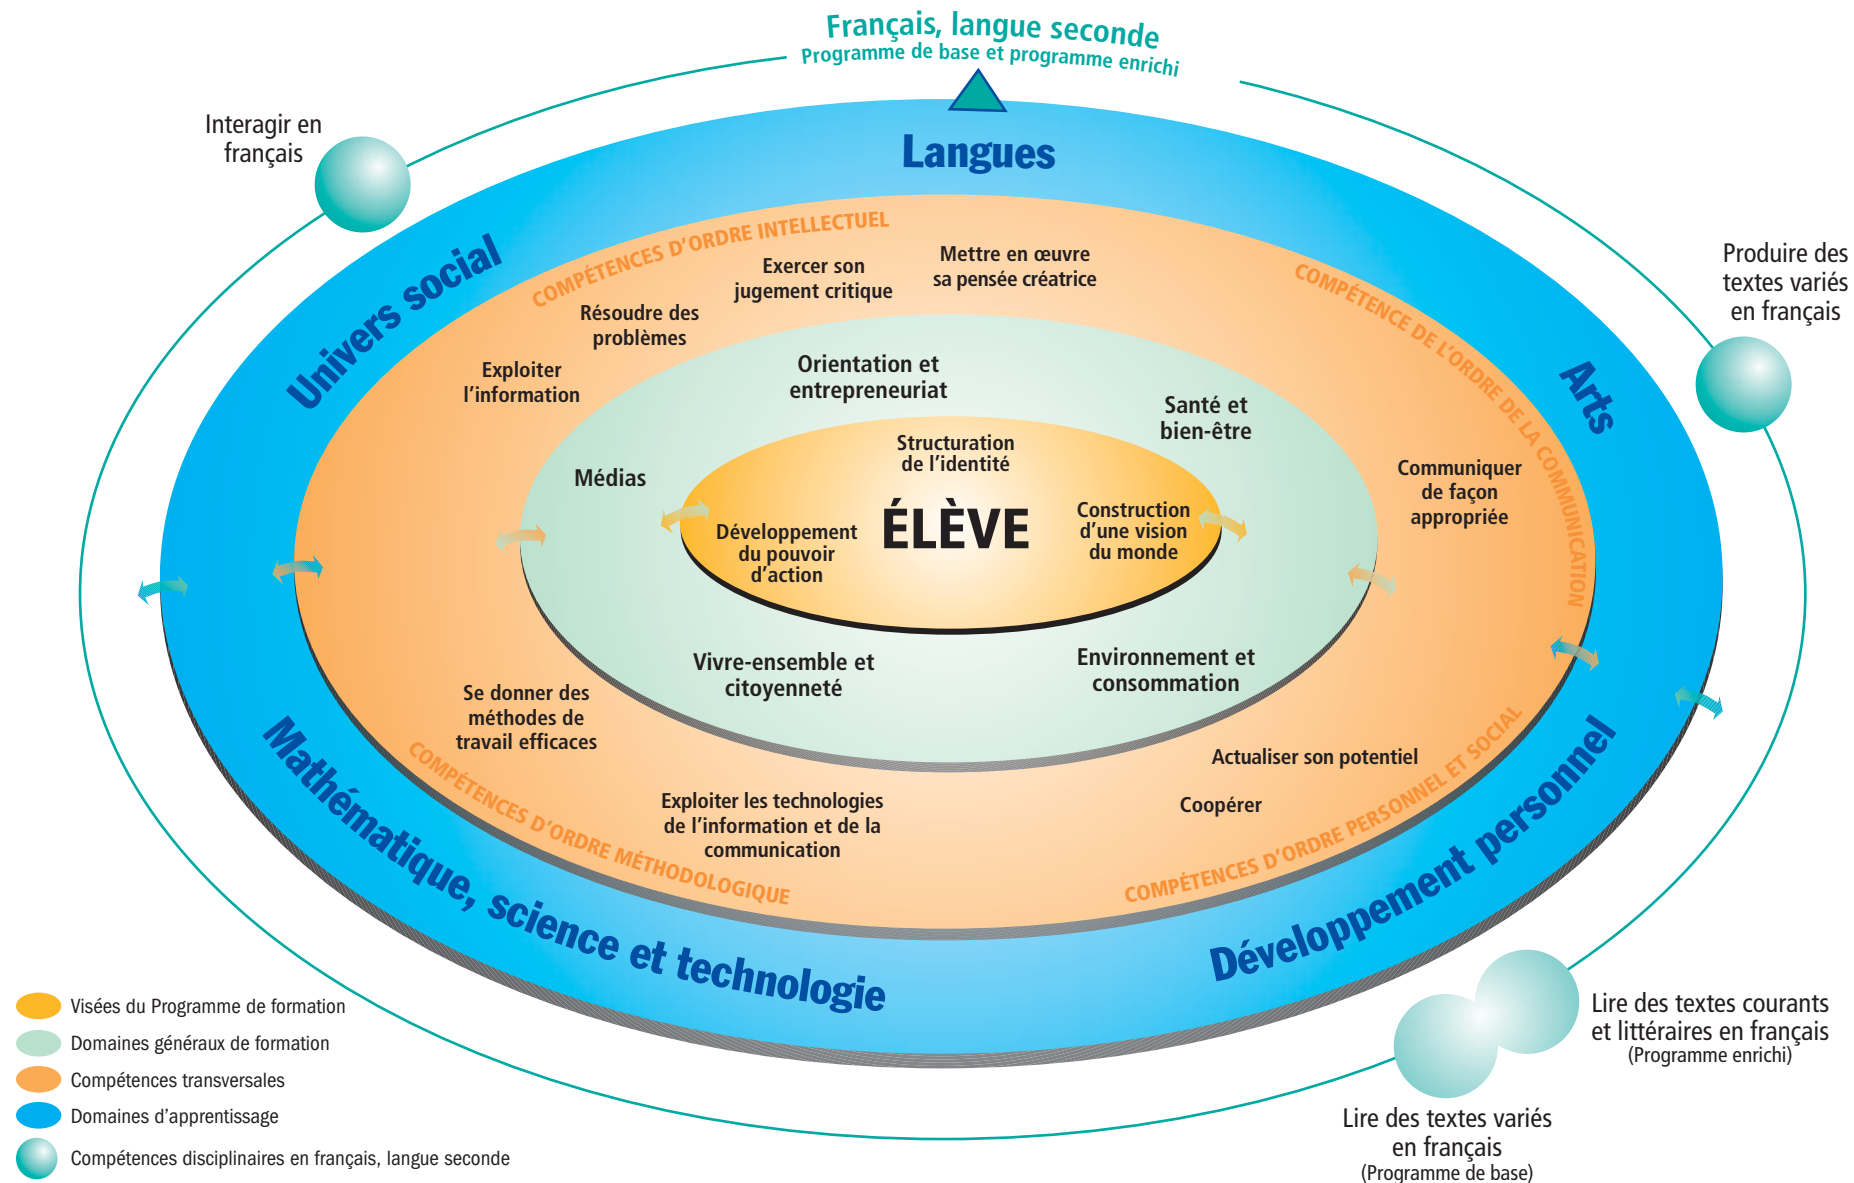 Français, langue seconde
Programme de base et programme enrichi
Interagir en
français
Langues
Univers social
COMPÉTENCES D'ORDRE INTELLECTUEL
Mettre en œuvre
sa pensée créatrice
Exercer son
jugement critique
Résoudre des
problèmes
Exploiter
l'information
COMPÉTENCE DE L'ORDRE DE LA COMMUNICATION
Produire des
textes variés
en français
Arts
Communiquer
de façon
appropriée
Orientation et
entrepreneuriat
Santé et
bien-être
Médias
Structuration
de l'identité
ÉLÈVE
Développement
du pouvoir
d'action
Construction
d'une vision
du monde
Vivre-ensemble et
citoyenneté
Environnement et
consommation
Se donner des
méthodes de
travail efficaces
Exploiter les technologies
de l'information et de la
communication
COMPÉTENCES D'ORDRE MÉTHODOLOGIQUE
Actualiser son potentiel
Coopérer
COMPÉTENCES D'ORDRE PERSONNEL ET SOCIAL
Mathématique, science et technologie
Développement personnel
Lire des textes courants
et littéraires en français
(Programme enrichi)
Lire des textes variés
en français
(Programme de base)
Visées du Programme de formation
Domaines généraux de formation
Compétences transversales
Domaines d'apprentissage
Compétences disciplinaires en français, langue seconde